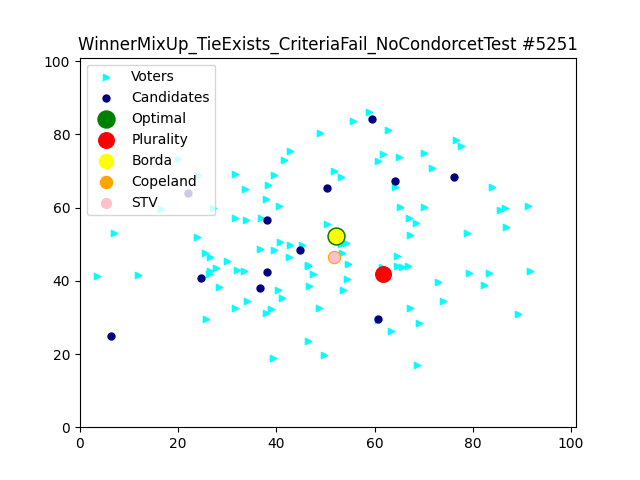 WinnerMixUp_TieExists_CriteriaFail_NoCondorcetTest #5251
Voters
Candidates
Optimal
Plurality
Borda
Copeland
STV
100
80
60
40
20
0
0 20 40 60 80 100